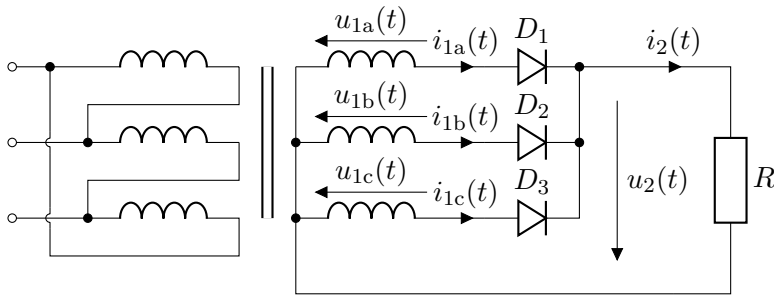 u1a(t)
i1a(t)
D1
i2(t)
u1b(t)
i1b(t)
D2
u1c(t)
i1c(t)
D3
u2(t)
R